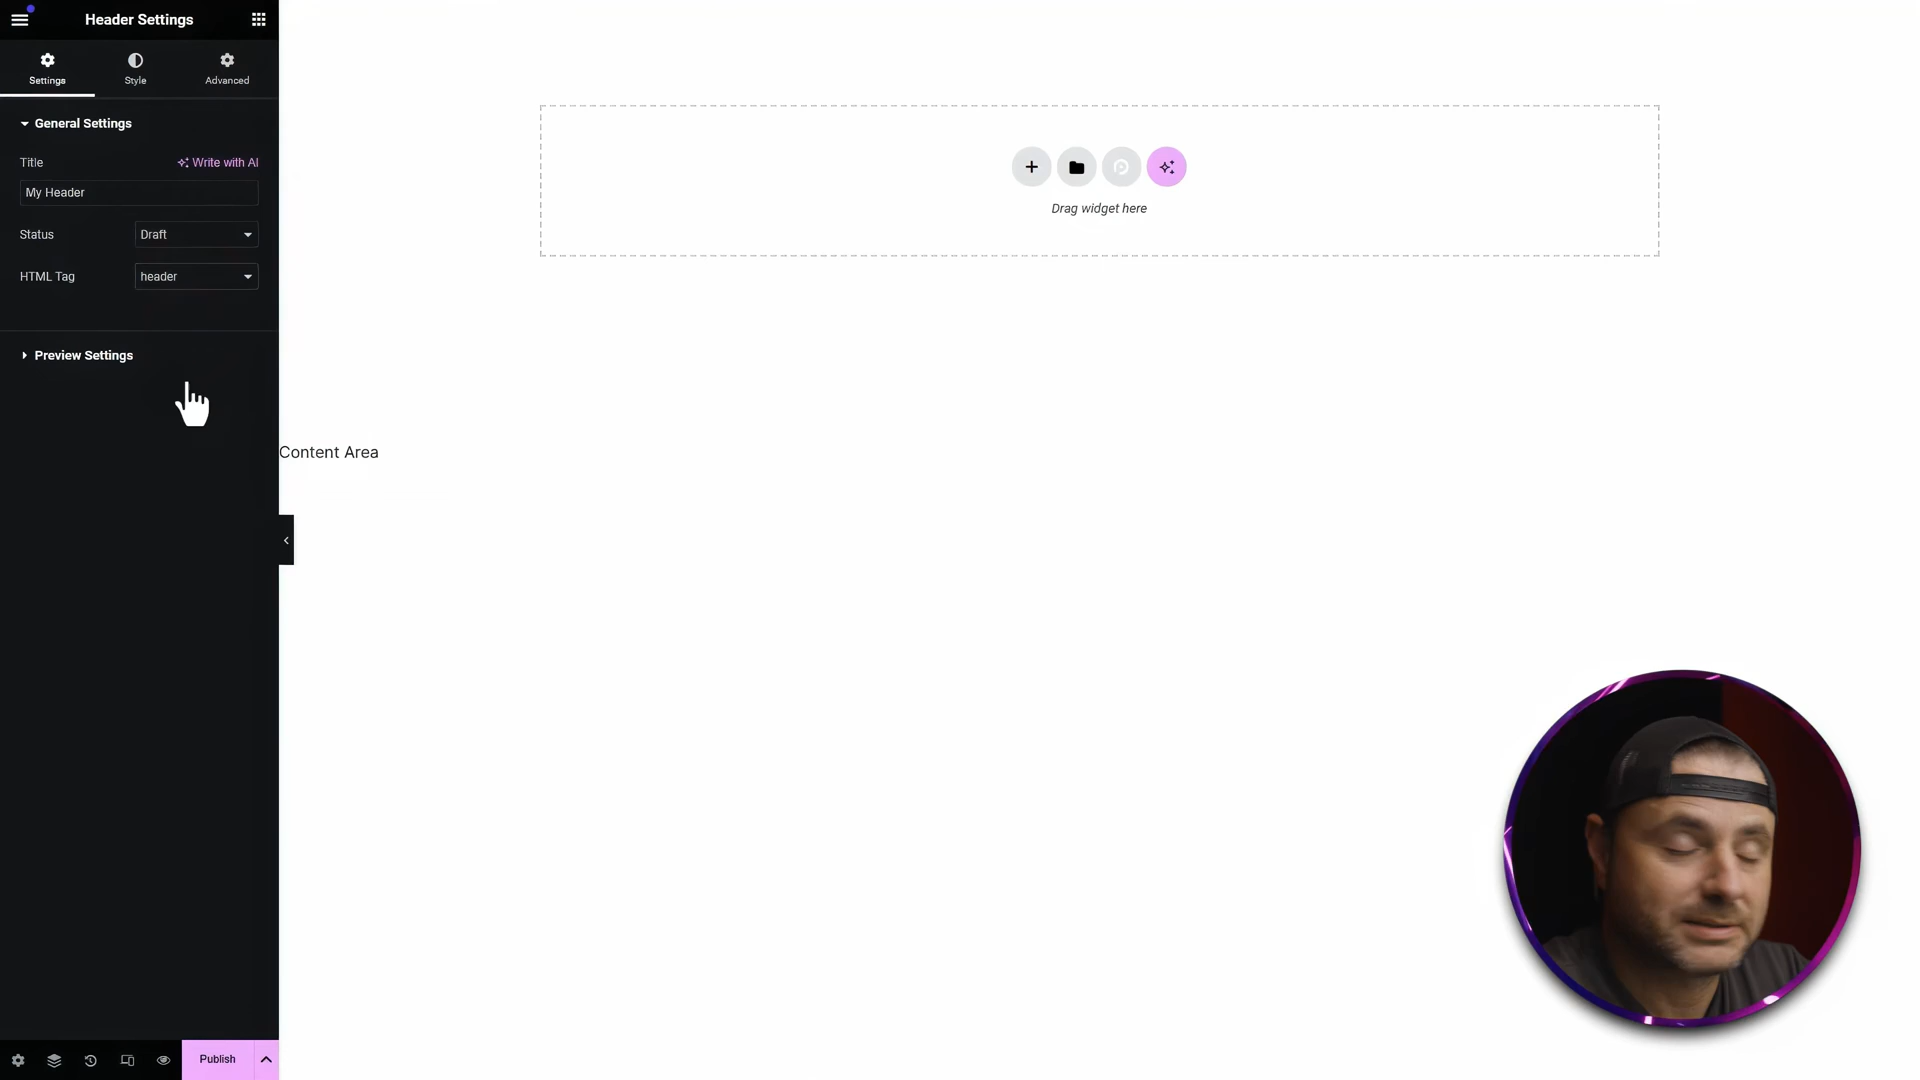 Header Settings
Settings
Style
Advanced
General Settings
Title
Write with AI
My Header
Status
Draft
HTML Tag
header
Preview Settings
Drag widget here
Content Area
Publish